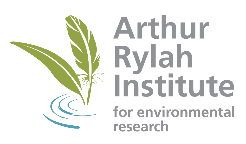 Arthur
Rylah
Institute
for environmental
research